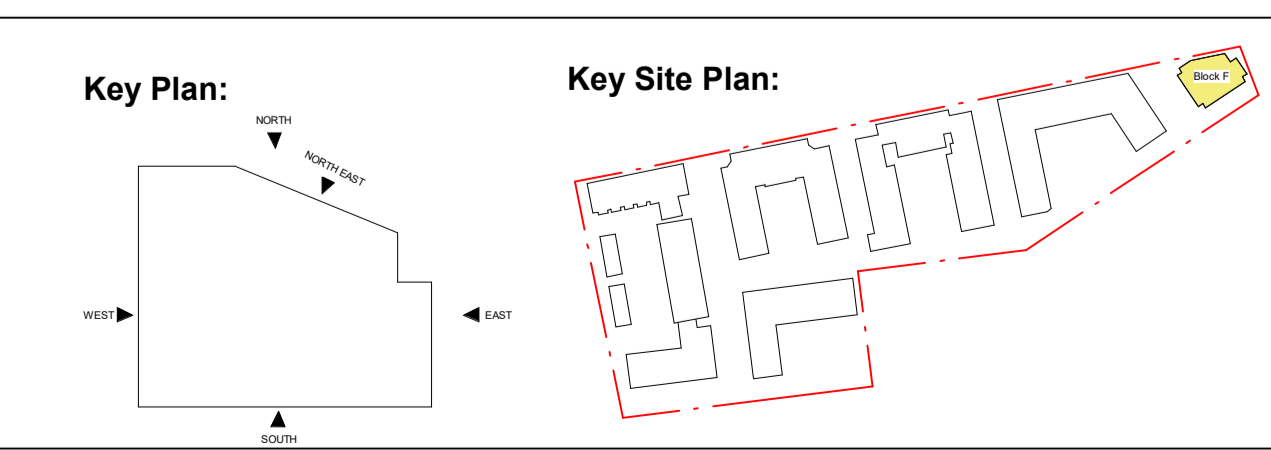 Key Plan:
Key Site Plan:
Block F
NORTH
NORTH EAST
WEST
EAST
SOUTH